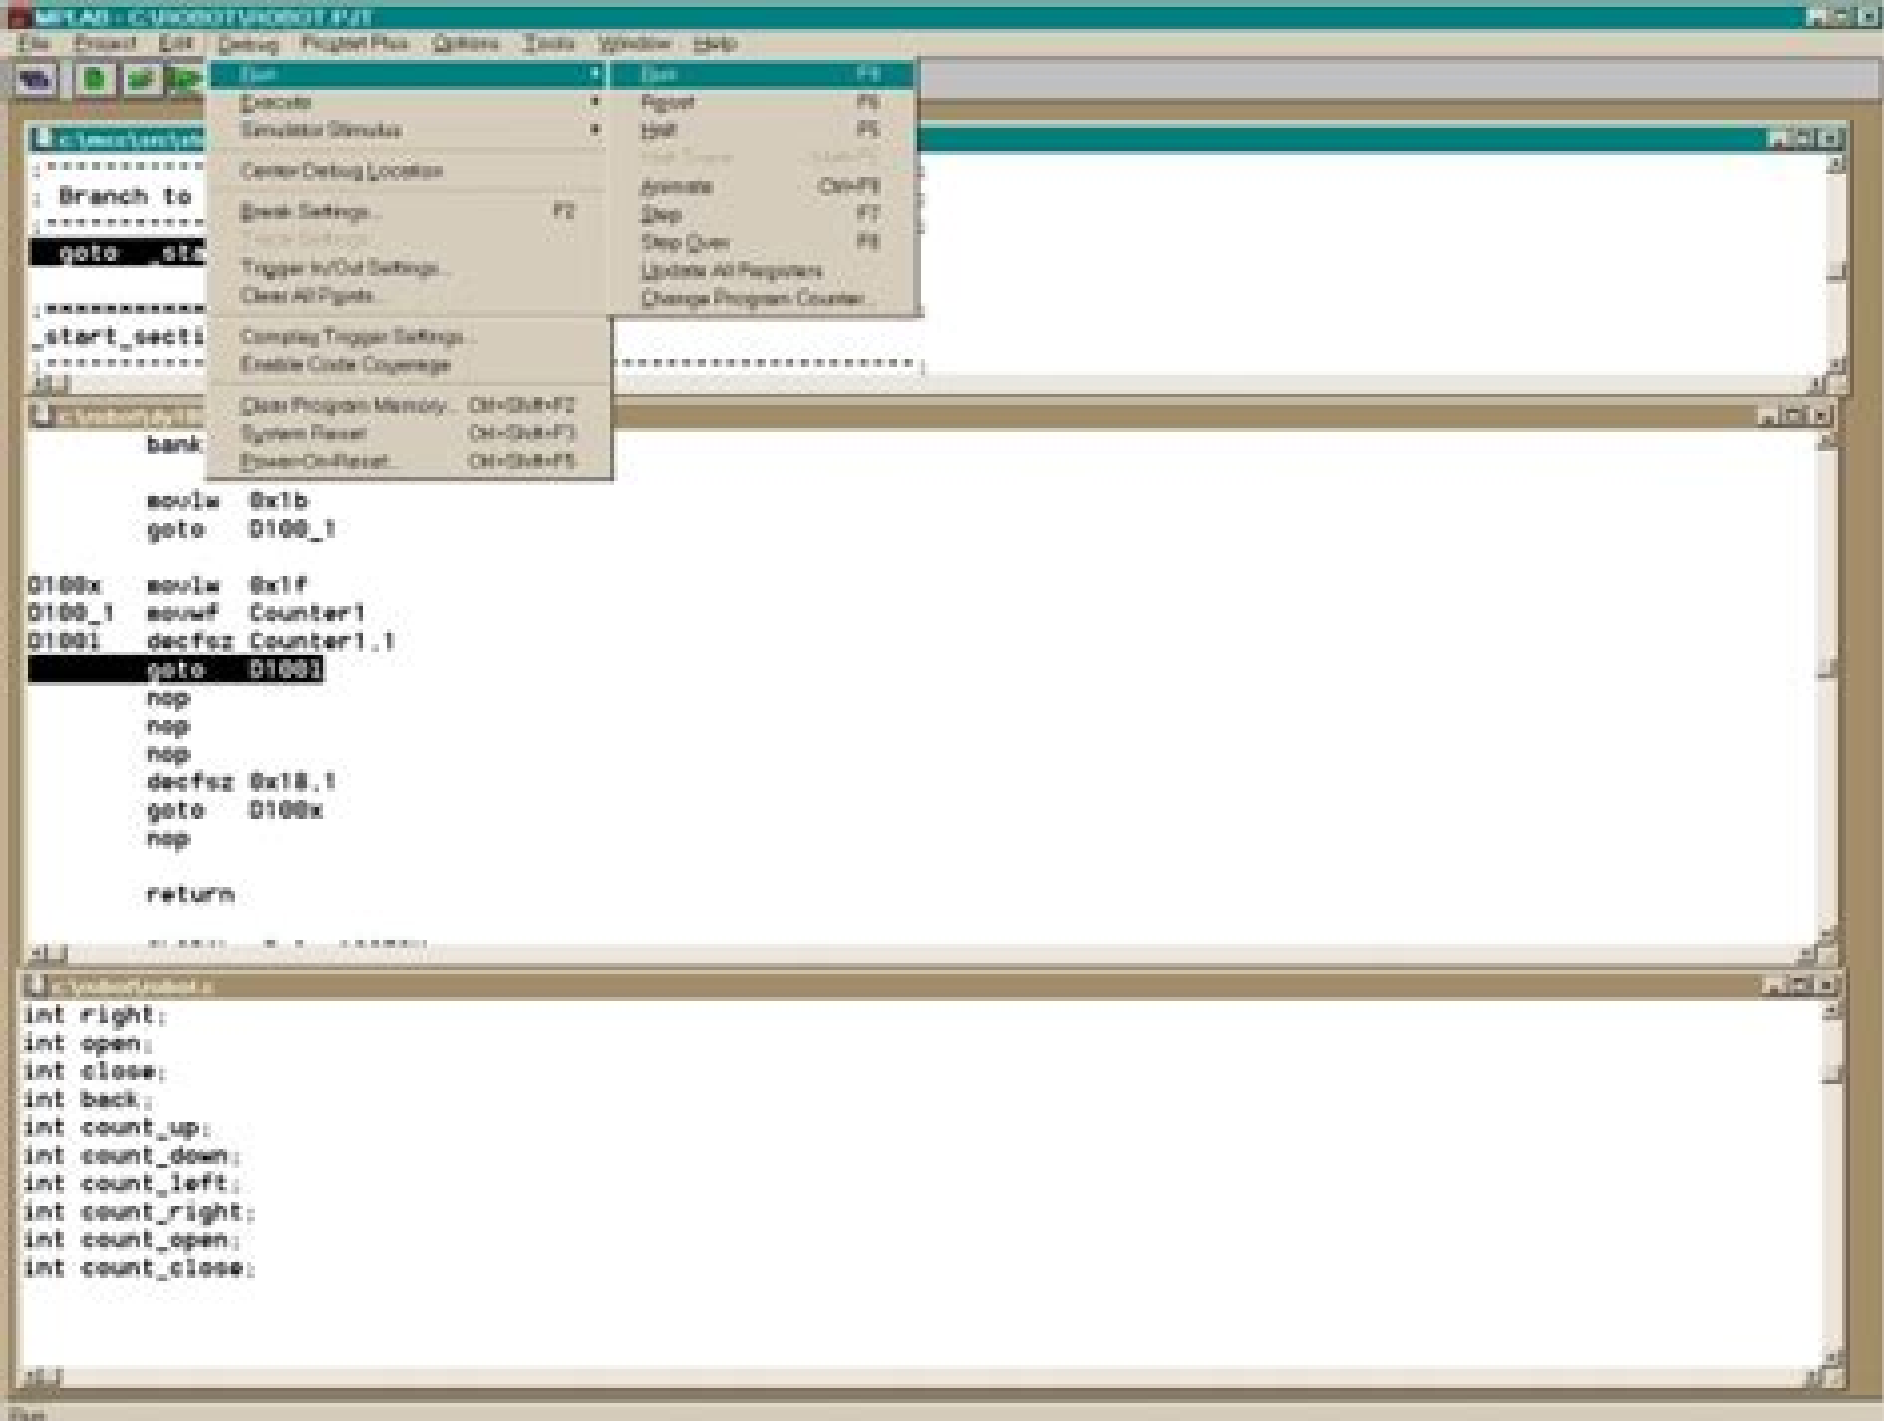 MPLAB - C:\ROBOT\ROBOT.PJT
File Project Edit Debug Picstart Plus Options Tools Window Help
Run
Execute
Simulator Stimulus
Center Debug Location
Break Settings... F2
Trace Settings...
Trigger In/Out Settings...
Clear All Points...
Complex Trigger Settings...
Enable Code Coverage
Clear Program Memory... Ctrl+Shift+F2
System Reset Ctrl+Shift+F3
Power-On-Reset... Ctrl+Shift+F5
Run F9
Reset F6
Halt F5
Halt Trace
Animate Ctrl+F9
Step F7
Step Over F8
Update All Registers
Change Program Counter...
Branch to
goto _sta
_start_secti
bank
movlw 0x1b
goto D100_1
D100x movlw 0x1f
D100_1 movwf Counter1
D100l decfsz Counter1,1
goto D100l
nop
nop
nop
decfsz 0x18,1
goto D100x
nop
return
int right;
int open;
int close;
int back;
int count_up;
int count_down;
int count_left;
int count_right;
int count_open;
int count_close;
Run